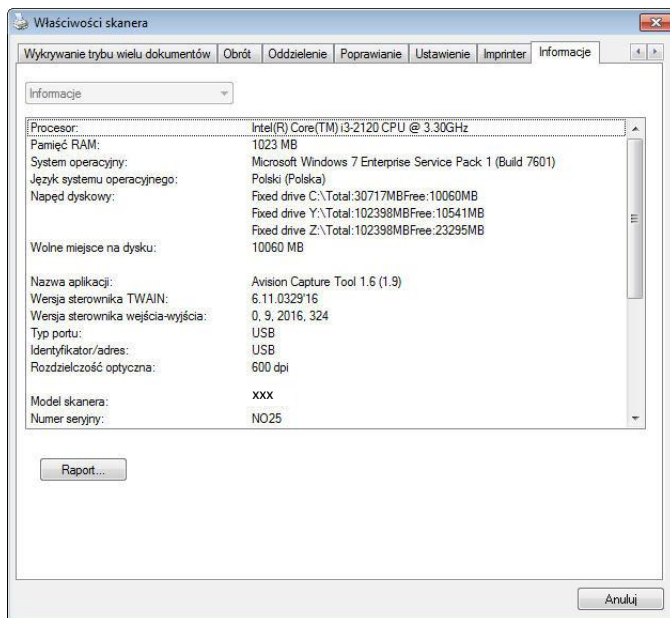 Właściwości skanera
Wykrywanie trybu wielu dokumentów Obrót Oddzielenie Poprawianie Ustawienie Imprinter Informacje
Informacje
Procesor: Intel(R) Core(TM) i3-2120 CPU @ 3.30GHz
Pamięć RAM: 1023 MB
System operacyjny: Microsoft Windows 7 Enterprise Service Pack 1 (Build 7601)
Język systemu operacyjnego: Polski (Polska)
Napęd dyskowy: Fixed drive C:\Total:30717MBFree:10060MB
Fixed drive Y:\Total:102398MBFree:10541MB
Fixed drive Z:\Total:102398MBFree:23295MB
Wolne miejsce na dysku: 10060 MB
Nazwa aplikacji: Avision Capture Tool 1.6 (1.9)
Wersja sterownika TWAIN: 6.11.0329'16
Wersja sterownika wejścia-wyjścia: 0, 9, 2016, 324
Typ portu: USB
Identyfikator/adres: USB
Rozdzielczość optyczna: 600 dpi
Model skanera: xxx
Numer seryjny: NO25
Raport...
Anuluj